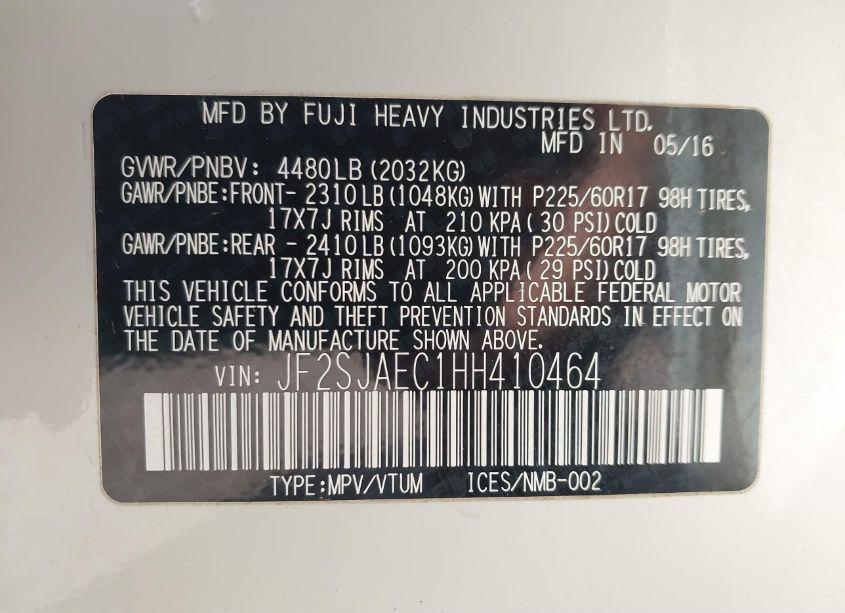 MFD BY FUJI HEAVY INDUSTRIES LTD.
MFD IN 05/16
GVWR/PNBV: 4480LB(2032KG)
GAWR/PNBE:FRONT- 2310LB(1048KG)WITH P225/60R17 98H TIRES,
17X7J RIMS AT 210 KPA( 30 PSI)COLD
GAWR/PNBE:REAR - 2410LB(1093KG)WITH P225/60R17 98H TIRES,
17X7J RIMS AT 200 KPA( 29 PSI)COLD
THIS VEHICLE CONFORMS TO ALL APPLICABLE FEDERAL MOTOR
VEHICLE SAFETY AND THEFT PREVENTION STANDARDS IN EFFECT ON
THE DATE OF MANUFACTURE SHOWN ABOVE.
VIN: JF2SJAEC1HH410464
TYPE:MPV/VTUM ICES/NMB-002